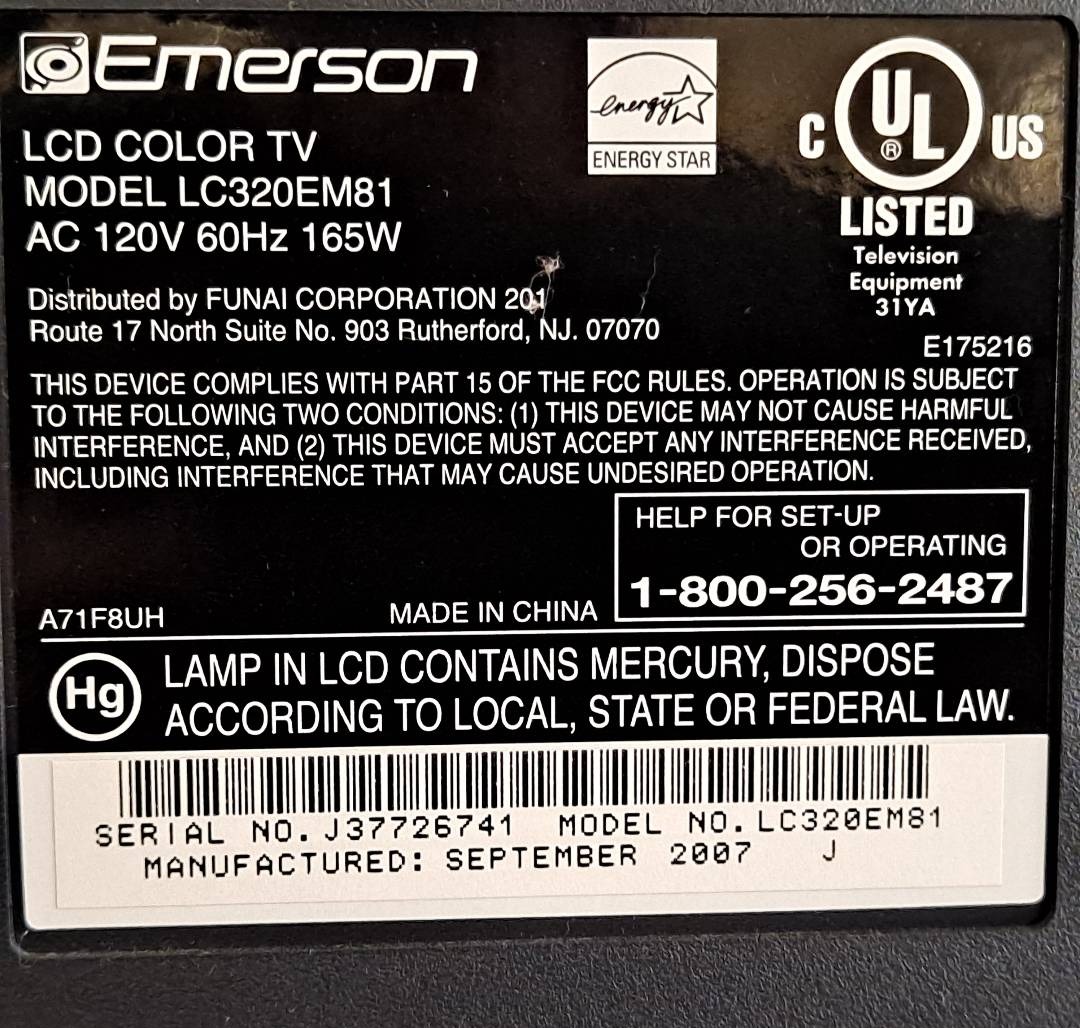 Emerson
LCD COLOR TV
MODEL LC320EM81
AC 120V 60Hz 165W
energy
ENERGY STAR
C UL® US
LISTED
Television
Equipment
31YA
E175216
Distributed by FUNAI CORPORATION 201
Route 17 North Suite No. 903 Rutherford, NJ. 07070
THIS DEVICE COMPLIES WITH PART 15 OF THE FCC RULES. OPERATION IS SUBJECT
TO THE FOLLOWING TWO CONDITIONS: (1) THIS DEVICE MAY NOT CAUSE HARMFUL
INTERFERENCE, AND (2) THIS DEVICE MUST ACCEPT ANY INTERFERENCE RECEIVED,
INCLUDING INTERFERENCE THAT MAY CAUSE UNDESIRED OPERATION.
HELP FOR SET-UP
OR OPERATING
1-800-256-2487
A71F8UH MADE IN CHINA
Hg
LAMP IN LCD CONTAINS MERCURY, DISPOSE
ACCORDING TO LOCAL, STATE OR FEDERAL LAW.
SERIAL NO. J37726741 MODEL NO. LC320EM81
MANUFACTURED: SEPTEMBER 2007 J